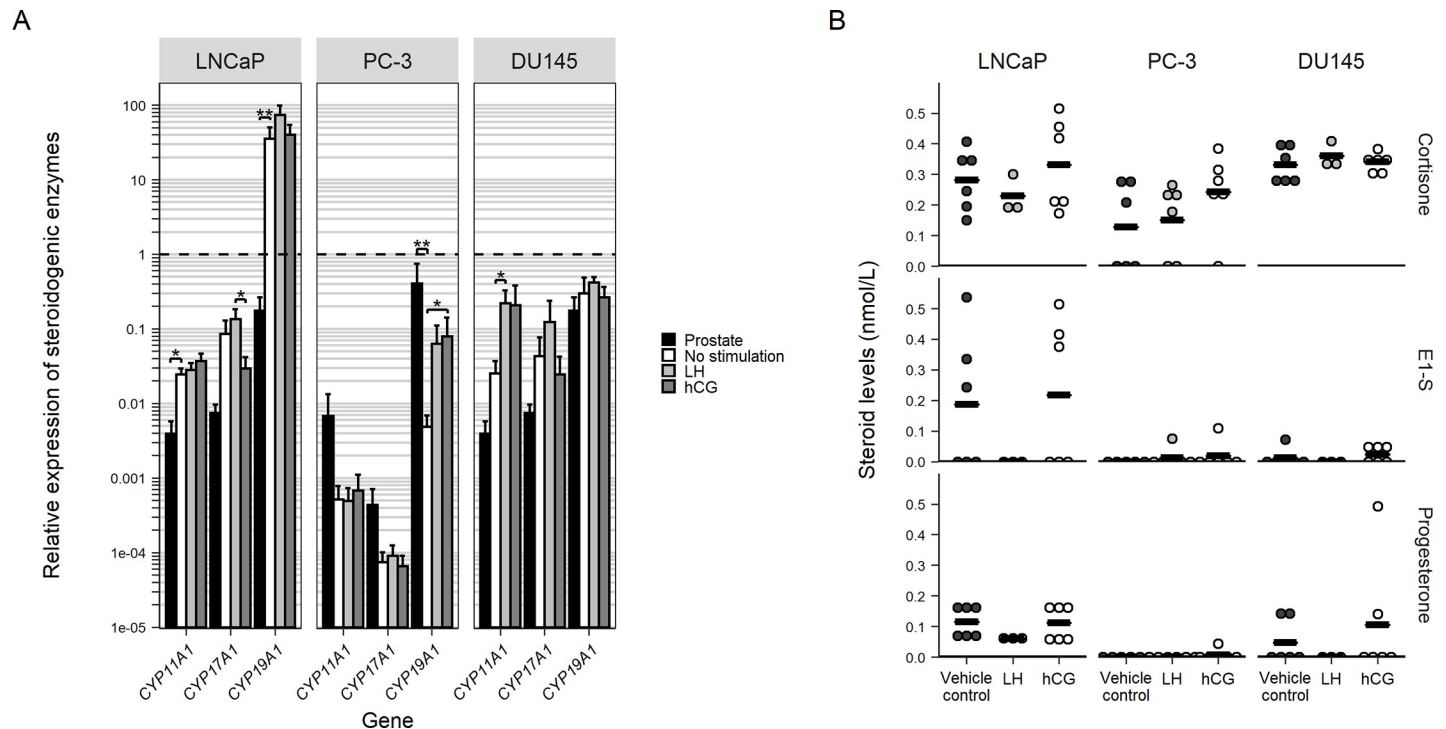 A
LNCaP
PC-3
DU145
Relative expression of steroidogenic enzymes
100
10
1
0.1
0.01
0.001
1e-04
1e-05
**
*
*
**
*
*
CYP11A1
CYP17A1
CYP19A1
CYP11A1
CYP17A1
CYP19A1
CYP11A1
CYP17A1
CYP19A1
Gene
Prostate
No stimulation
LH
hCG
B
LNCaP
PC-3
DU145
Steroid levels (nmol/L)
0.5
0.4
0.3
0.2
0.1
0.0
Cortisone
0.5
0.4
0.3
0.2
0.1
0.0
E1-S
0.5
0.4
0.3
0.2
0.1
0.0
Progesterone
Vehicle control
LH
hCG
Vehicle control
LH
hCG
Vehicle control
LH
hCG